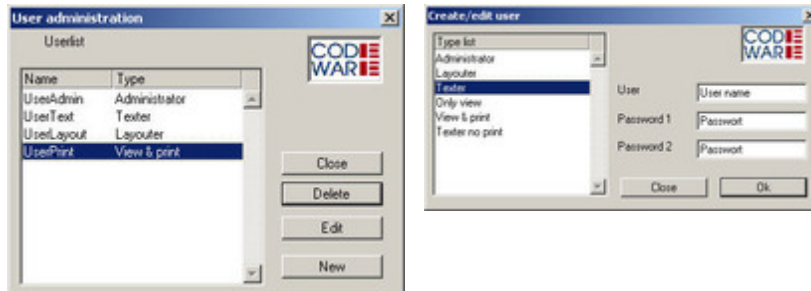 User administration
Userlist
CODE
WARE
Name Type
UserAdmin Administrator
UserText Texter
UserLayout Layouter
UserPrint View & print
Close
Delete
Edit
New
Create/edit user
CODE
WARE
Type list
Administrator
Layouter
Texter
Only view
View & print
Texter no print
User User name
Password 1 Passwort
Password 2 Passwort
Close Ok